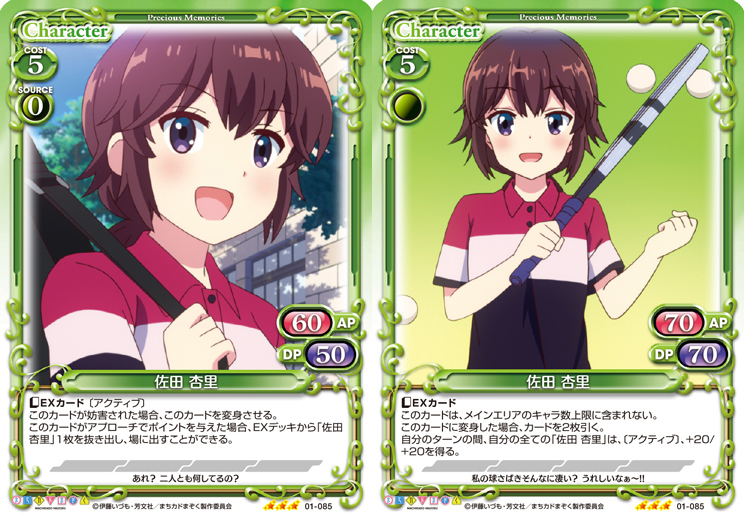 Precious Memories
Character
COST
5
SOURCE
0
60 AP
DP 50
佐田 杏里
EXカード〔アクティブ〕
このカードが妨害された場合、このカードを変身させる。
このカードがアプローチでポイントを与えた場合、EXデッキから「佐田
杏里」1枚を抜き出し、場に出すことができる。
あれ? 二人とも何してるの?
©伊藤いづも・芳文社/まちカドまぞく製作委員会
01-085
Precious Memories
Character
COST
5
70 AP
DP 70
佐田 杏里
EXカード
このカードは、メインエリアのキャラ数上限に含まれない。
このカードに変身した場合、カードを2枚引く。
自分のターンの間、自分の全ての「佐田 杏里」は、〔アクティブ〕、+20/
+20を得る。
私の球さばきそんなに凄い? うれしいなぁ~!!
©伊藤いづも・芳文社/まちカドまぞく製作委員会
01-085